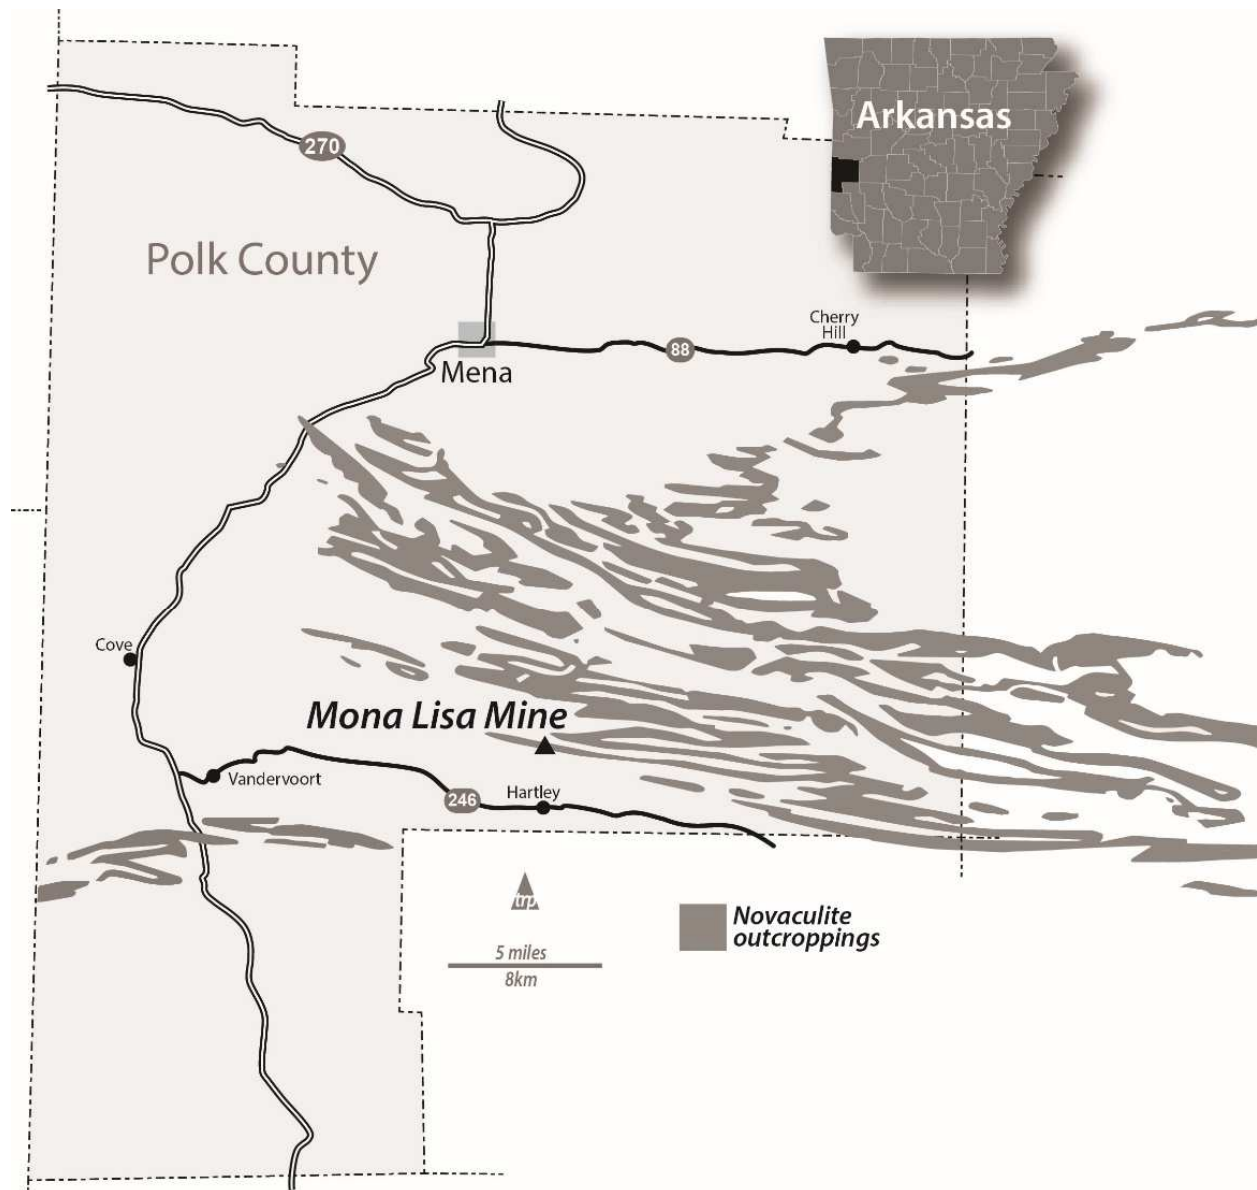 Arkansas
270
Polk County
Cherry
Hill
88
Mena
Cove
Mona Lisa Mine
Vandervoort
Hartley
246
trp
Novaculite
outcroppings
5 miles
8km